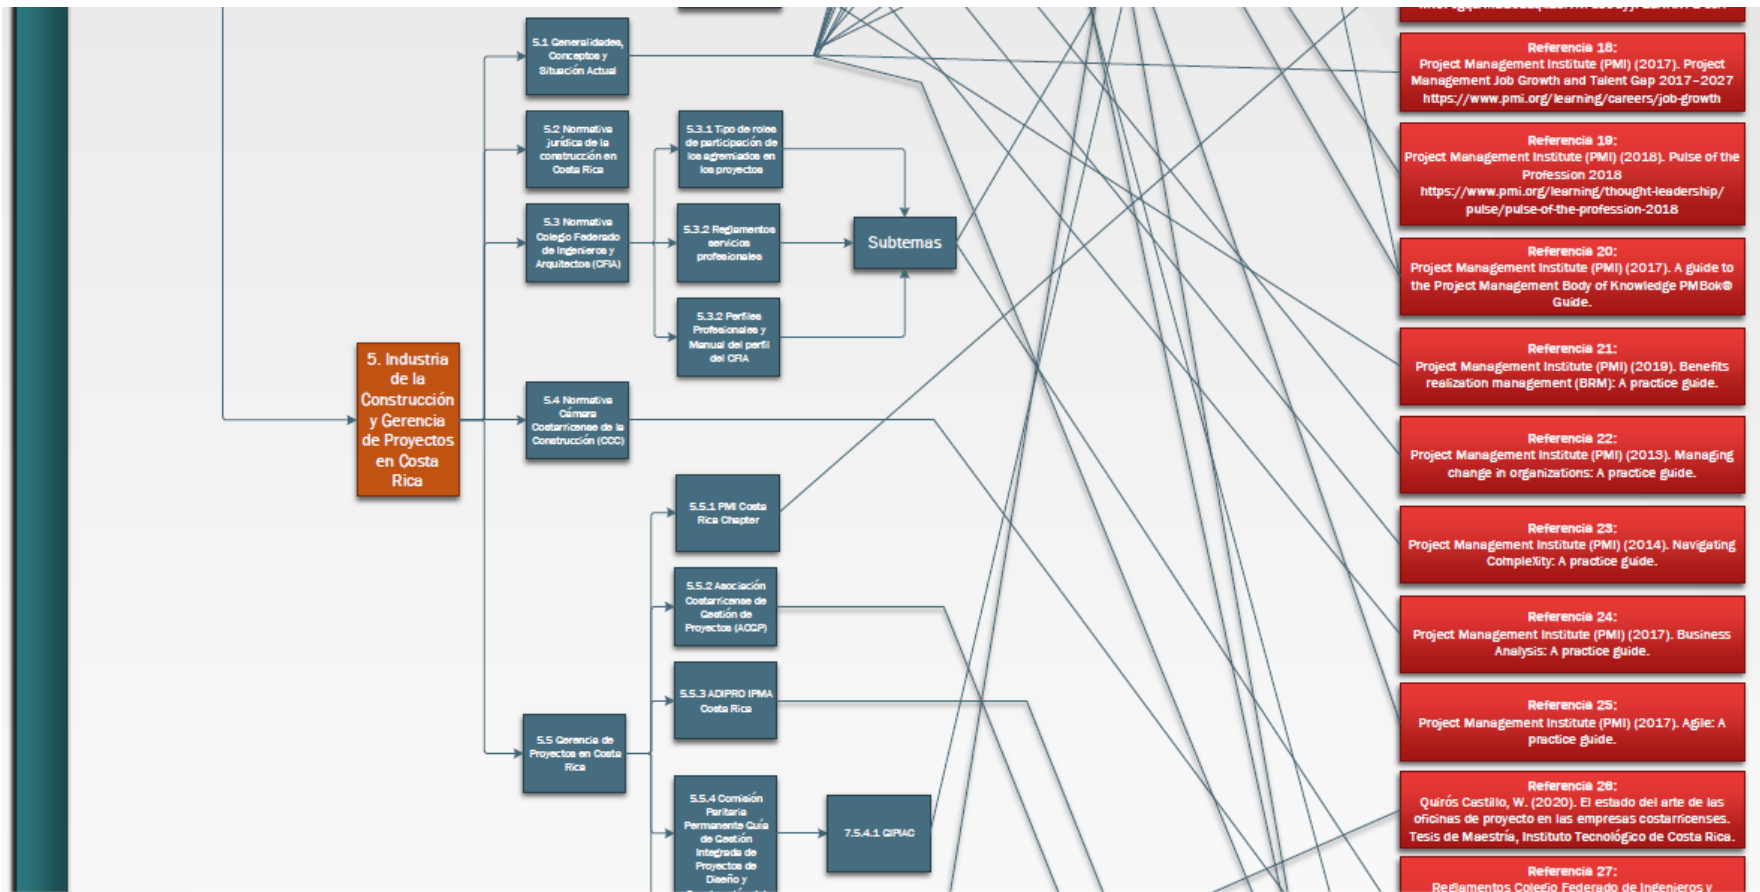 5.1 Generalidades,
Conceptos y
Situación Actual
5.2 Normativa
jurídica de la
construcción en
Costa Rica
5.3 Normativa
Colegio Federado
de Ingenieros y
Arquitectos (CFIA)
5.3.1 Tipo de roles
de participación de
los agremiados en
los proyectos
5.3.2 Reglamentos
servicios
profesionales
5.3.2 Perfiles
Profesionales y
Manual del perfil
del CFIA
Subtemas
5. Industria
de la
Construcción
y Gerencia
de Proyectos
en Costa
Rica
5.4 Normativa
Cámara
Costarricense de la
Construcción (CCC)
5.5.1 PMI Costa
Rica Chapter
5.5.2 Asociación
Costarricense de
Gestión de
Proyectos (ACGP)
5.5.3 ADIPRO IPMA
Costa Rica
5.5 Gerencia de
Proyectos en Costa
Rica
5.5.4 Comisión
Paritaria
Permanente Guía
de Gestión
Integrada de
Proyectos de
Diseño y
7.5.4.1 GIPIAC
Referencia 18:
Project Management Institute (PMI) (2017). Project
Management Job Growth and Talent Gap 2017–2027
https://www.pmi.org/learning/careers/job-growth
Referencia 19:
Project Management Institute (PMI) (2018). Pulse of the
Profession 2018
https://www.pmi.org/learning/thought-leadership/
pulse/pulse-of-the-profession-2018
Referencia 20:
Project Management Institute (PMI) (2017). A guide to
the Project Management Body of Knowledge PMBok®
Guide.
Referencia 21:
Project Management Institute (PMI) (2019). Benefits
realization management (BRM): A practice guide.
Referencia 22:
Project Management Institute (PMI) (2013). Managing
change in organizations: A practice guide.
Referencia 23:
Project Management Institute (PMI) (2014). Navigating
CompleXity: A practice guide.
Referencia 24:
Project Management Institute (PMI) (2017). Business
Analysis: A practice guide.
Referencia 25:
Project Management Institute (PMI) (2017). Agile: A
practice guide.
Referencia 26:
Quirós Castillo, W. (2020). El estado del arte de las
oficinas de proyecto en las empresas costarricenses.
Tesis de Maestría, Instituto Tecnológico de Costa Rica.
Referencia 27:
Reglamentos Colegio Federado de Ingenieros y